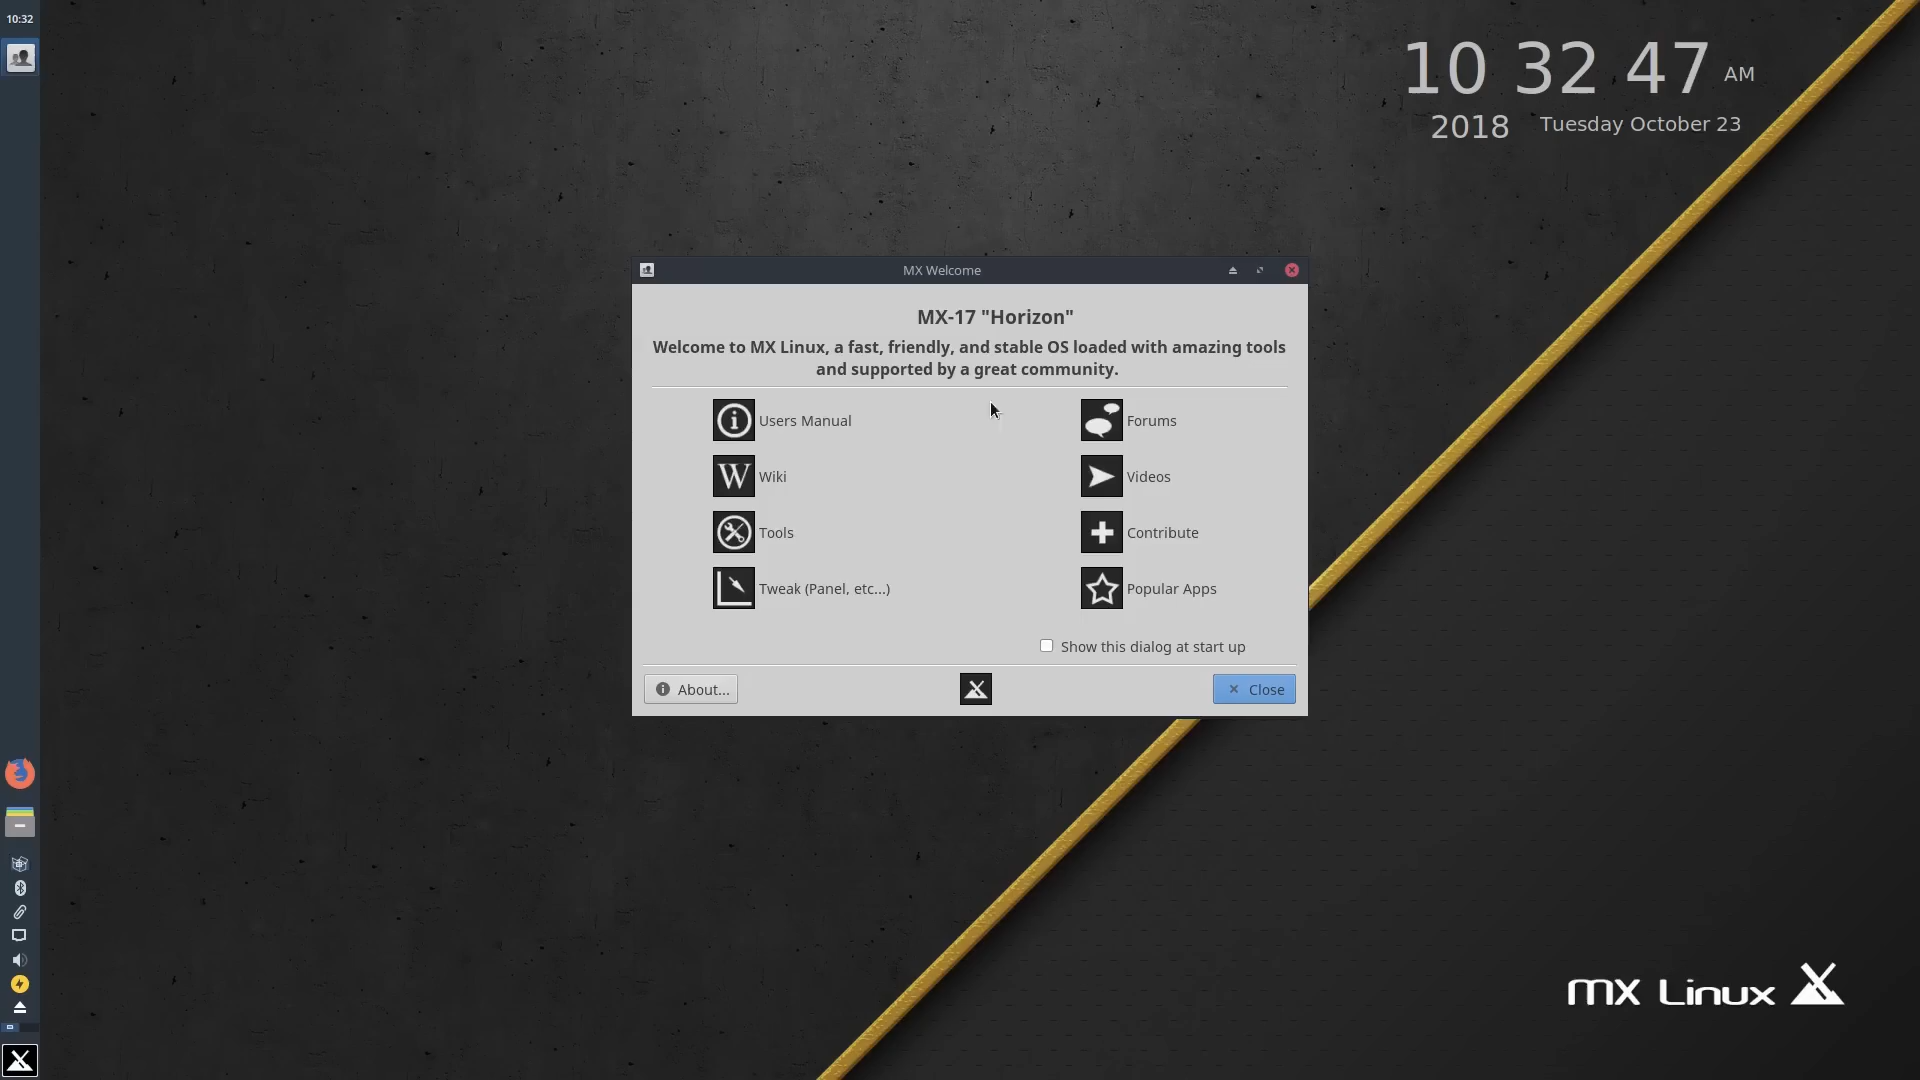 10:32
10 32 47 AM
2018 Tuesday October 23
MX Welcome
MX-17 "Horizon"
Welcome to MX Linux, a fast, friendly, and stable OS loaded with amazing tools
and supported by a great community.
Users Manual
Forums
Wiki
Videos
Tools
Contribute
Tweak (Panel, etc...)
Popular Apps
Show this dialog at start up
About...
Close
mx Linux